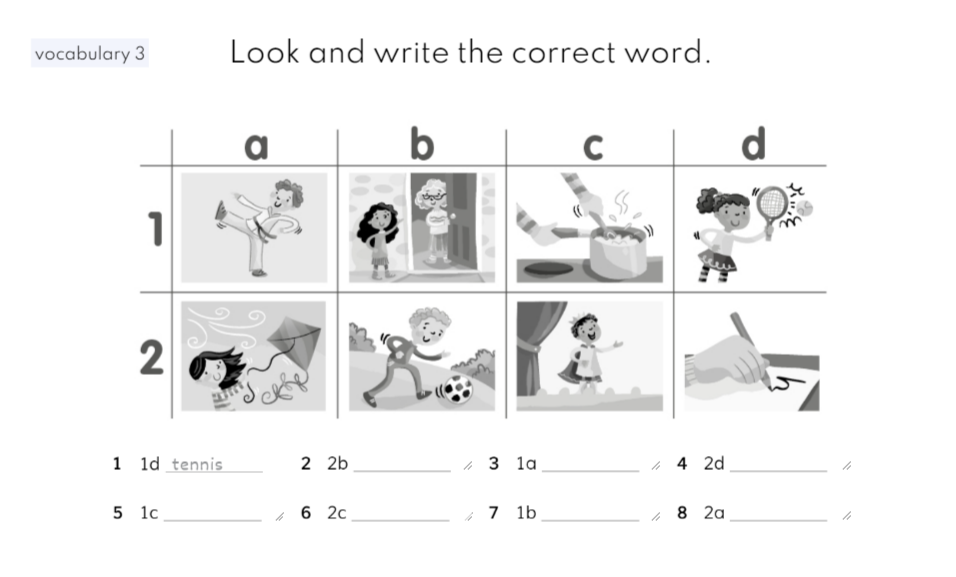 vocabulary 3
Look and write the correct word.
a b c d
1
2
1 1d tennis 2 2b 3 1a 4 2d
5 1c 6 2c 7 1b 8 2a